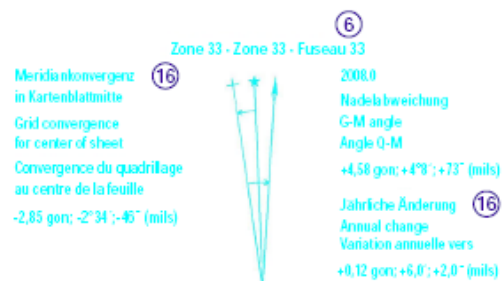 6
Zone 33 - Zone 33 - Fuseau 33
Meridiankonvergenz 16
in Kartenblattmitte
Grid convergence
for center of sheet
Convergence du quadrillage
au centre de la feuille
-2,85 gon; -2°34´;-46˜ (mils)
2008,0
Nadelabweichung
G-M angle
Angle Q-M
+4,58 gon; +4°8´; +73˜ (mils)
Jährliche Änderung 16
Annual change
Variation annuelle vers
+0,12 gon; +6,0´; +2,0˜ (mils)